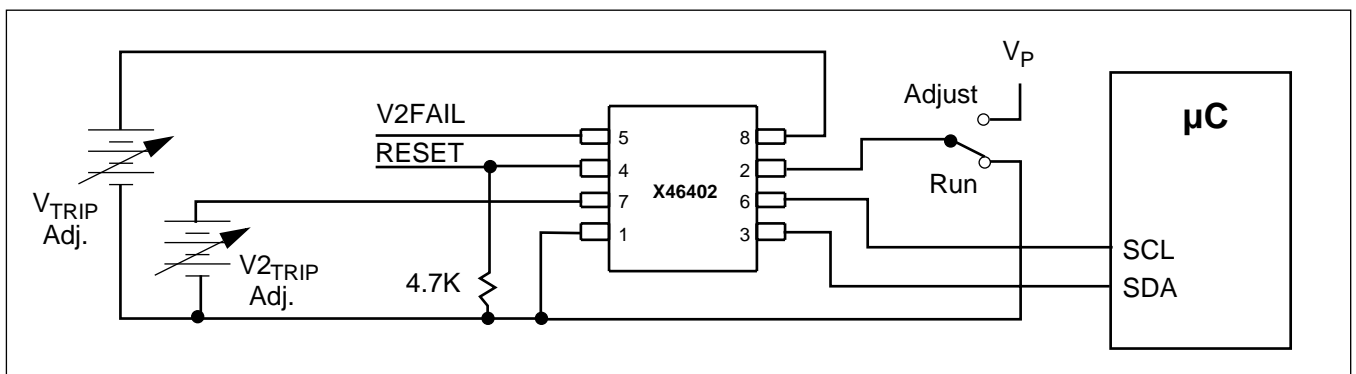 V2FAIL
RESET
5
4
7
1
X46402
8
2
6
3
V_P
Adjust
Run
µC
SCL
SDA
V_TRIP
Adj.
V2_TRIP
Adj.
4.7K